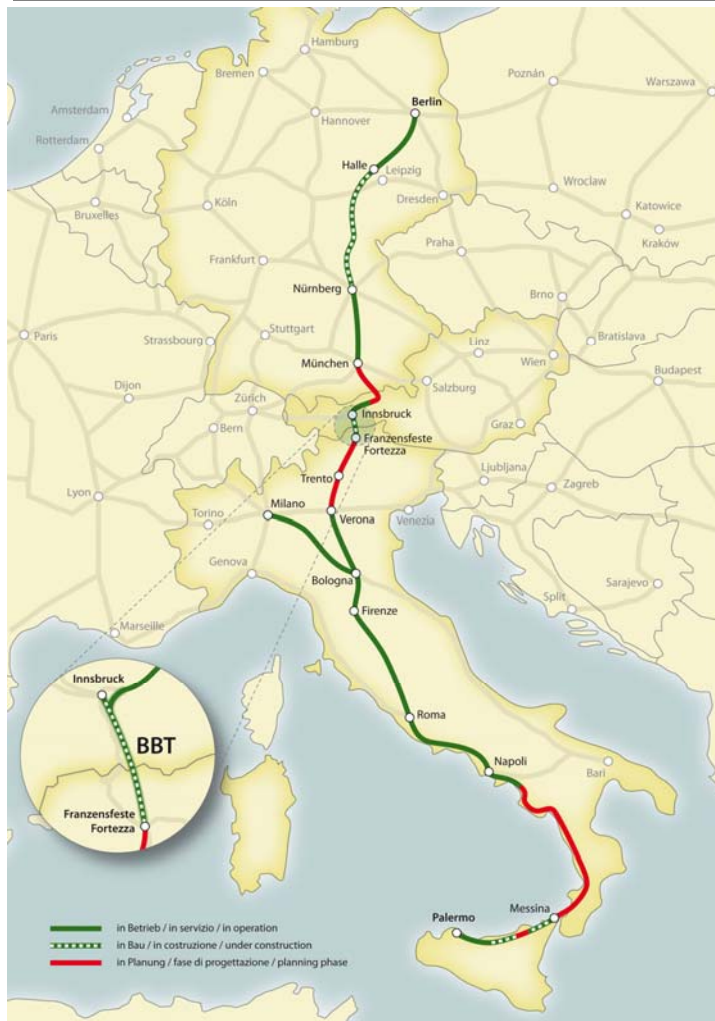 Hamburg
Bremen
Poznán
Warszawa
Amsterdam
Berlin
Hannover
Rotterdam
Halle
Leipzig
Wroclaw
Dresden
Bruxelles
Köln
Katowice
Kraków
Praha
Frankfurt
Nürnberg
Brno
Paris
Strassbourg
Stuttgart
Linz
Wien
Bratislava
München
Salzburg
Budapest
Dijon
Zürich
Innsbruck
Bern
Graz
Franzensfeste
Fortezza
Ljubljana
Trento
Zagreb
Lyon
Milano
Torino
Verona
Venezia
Genova
Bologna
Sarajevo
Firenze
Split
Marseille
Innsbruck
BBT
Roma
Napoli
Bari
Franzensfeste
Fortezza
Messina
Palermo
in Betrieb / in servizio / in operation
in Bau / in costruzione / under construction
in Planung / fase di progettazione / planning phase